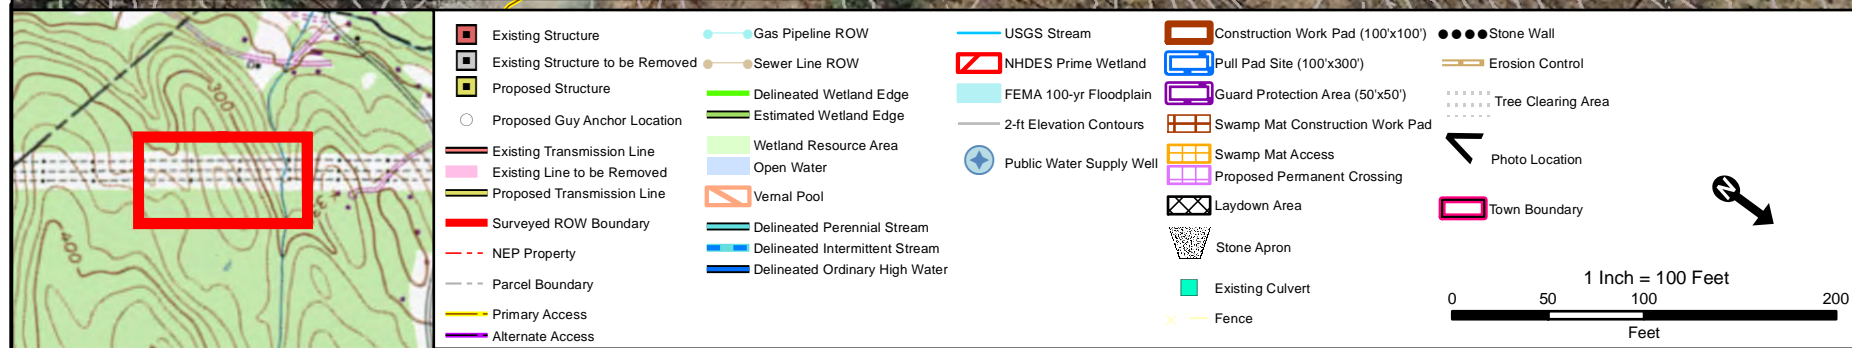 300
400
Existing Structure
Existing Structure to be Removed
Proposed Structure
Proposed Guy Anchor Location
Existing Transmission Line
Existing Line to be Removed
Proposed Transmission Line
Surveyed ROW Boundary
NEP Property
Parcel Boundary
Primary Access
Alternate Access
Gas Pipeline ROW
Sewer Line ROW
Delineated Wetland Edge
Estimated Wetland Edge
Wetland Resource Area
Open Water
Vernal Pool
Delineated Perennial Stream
Delineated Intermittent Stream
Delineated Ordinary High Water
USGS Stream
NHDES Prime Wetland
FEMA 100-yr Floodplain
2-ft Elevation Contours
Public Water Supply Well
Construction Work Pad (100'x100')
Pull Pad Site (100'x300')
Guard Protection Area (50'x50')
Swamp Mat Construction Work Pad
Swamp Mat Access
Proposed Permanent Crossing
Laydown Area
Stone Apron
Existing Culvert
Fence
Stone Wall
Erosion Control
Tree Clearing Area
Photo Location
Town Boundary
N
1 Inch = 100 Feet
0 50 100 200
Feet